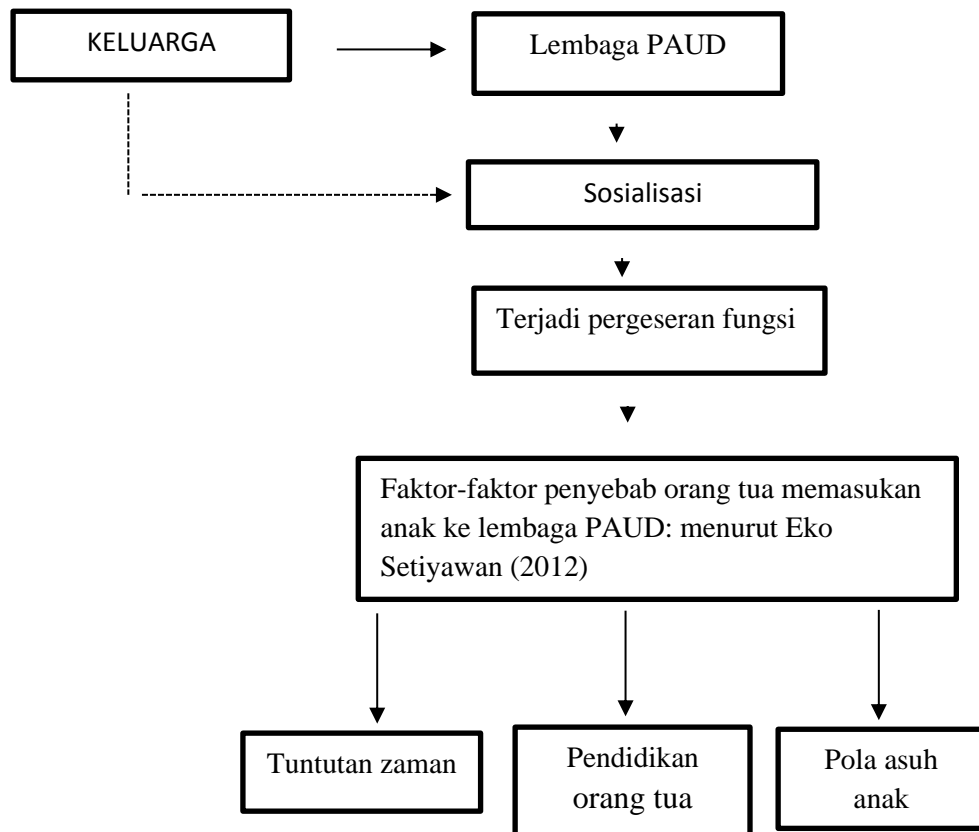 KELUARGA
Lembaga PAUD
Sosialisasi
Terjadi pergeseran fungsi
Faktor-faktor penyebab orang tua memasukan
anak ke lembaga PAUD: menurut Eko
Setiyawan (2012)
Tuntutan zaman
Pendidikan
orang tua
Pola asuh
anak